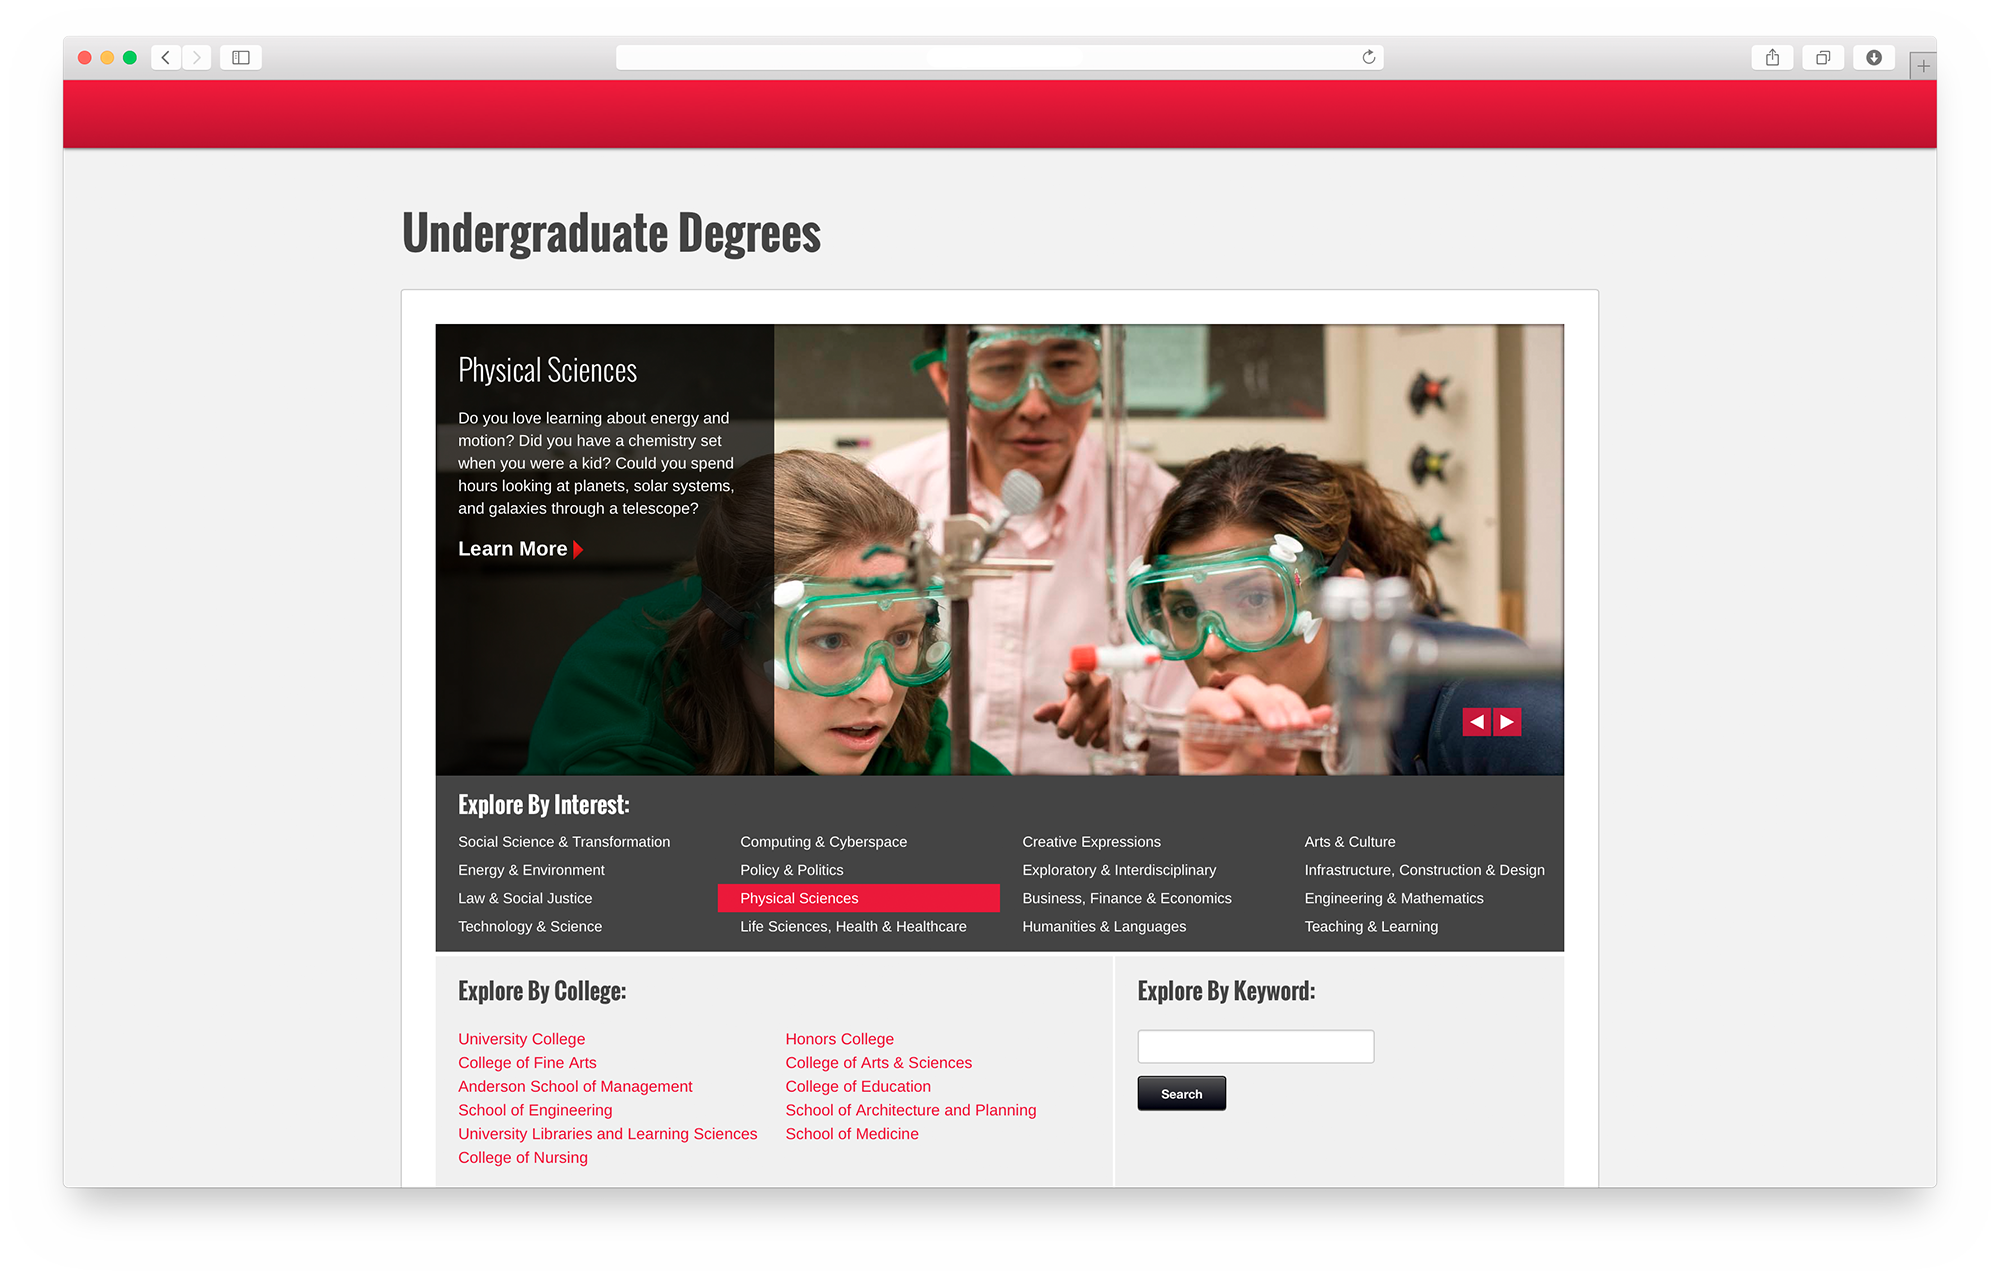 Undergraduate Degrees
Physical Sciences
Do you love learning about energy and
motion? Did you have a chemistry set
when you were a kid? Could you spend
hours looking at planets, solar systems,
and galaxies through a telescope?
Learn More
Explore By Interest:
Social Science & Transformation
Energy & Environment
Law & Social Justice
Technology & Science
Computing & Cyberspace
Policy & Politics
Physical Sciences
Life Sciences, Health & Healthcare
Creative Expressions
Exploratory & Interdisciplinary
Business, Finance & Economics
Humanities & Languages
Arts & Culture
Infrastructure, Construction & Design
Engineering & Mathematics
Teaching & Learning
Explore By College:
University College
College of Fine Arts
Anderson School of Management
School of Engineering
University Libraries and Learning Sciences
College of Nursing
Honors College
College of Arts & Sciences
College of Education
School of Architecture and Planning
School of Medicine
Explore By Keyword:
Search